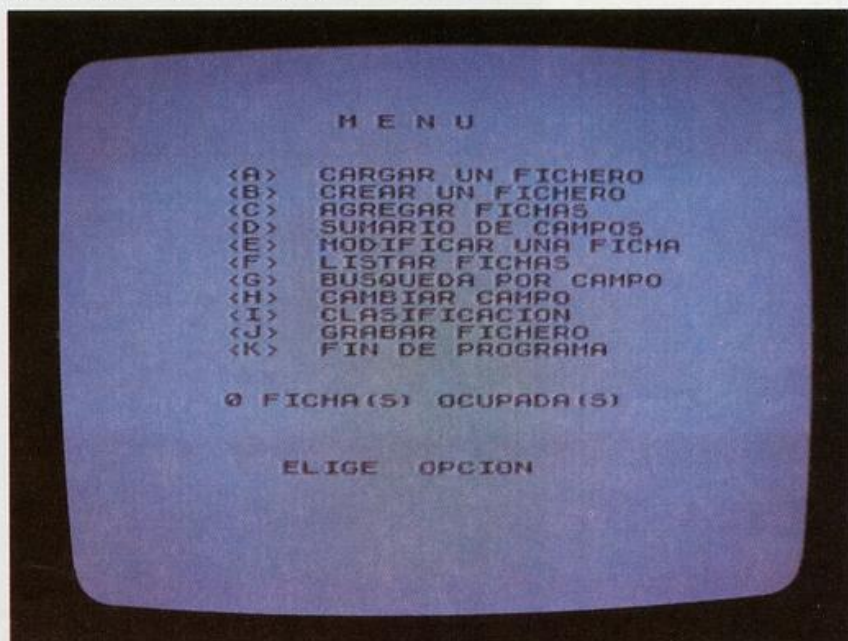 M E N U
<A> CARGAR UN FICHERO
<B> CREAR UN FICHERO
<C> AGREGAR FICHAS
<D> SUMARIO DE CAMPOS
<E> MODIFICAR UNA FICHA
<F> LISTAR FICHAS
<G> BUSQUEDA POR CAMPO
<H> CAMBIAR CAMPO
<I> CLASIFICACION
<J> GRABAR FICHERO
<K> FIN DE PROGRAMA
0 FICHA(S) OCUPADA(S)
ELIGE OPCION